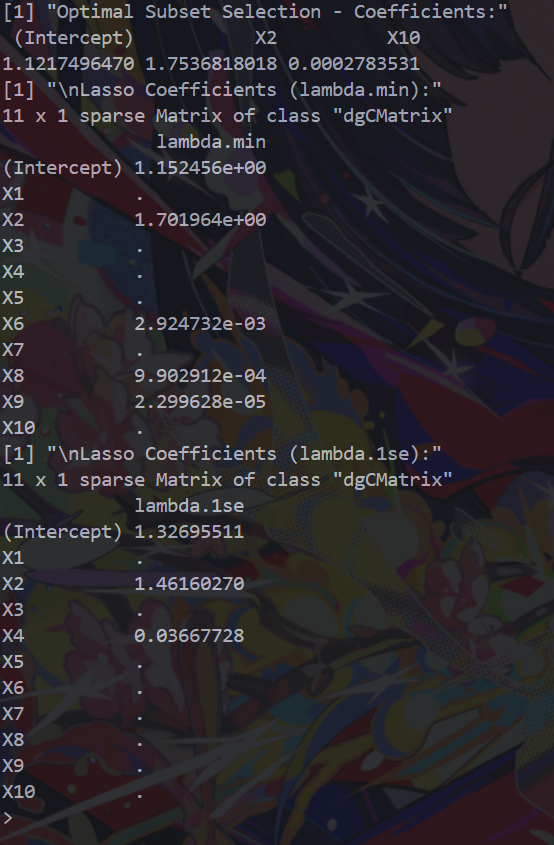 [1] "Optimal Subset Selection - Coefficients:"
 (Intercept)           X2          X10
1.1217496470 1.7536818018 0.0002783531
[1] "\nLasso Coefficients (lambda.min):"
11 x 1 sparse Matrix of class "dgCMatrix"
              lambda.min
(Intercept) 1.152456e+00
X1          .
X2          1.701964e+00
X3          .
X4          .
X5          .
X6          2.924732e-03
X7          .
X8          9.902912e-04
X9          2.299628e-05
X10         .
[1] "\nLasso Coefficients (lambda.1se):"
11 x 1 sparse Matrix of class "dgCMatrix"
            lambda.1se
(Intercept) 1.32695511
X1          .
X2          1.46160270
X3          .
X4          0.03667728
X5          .
X6          .
X7          .
X8          .
X9          .
X10         .
>